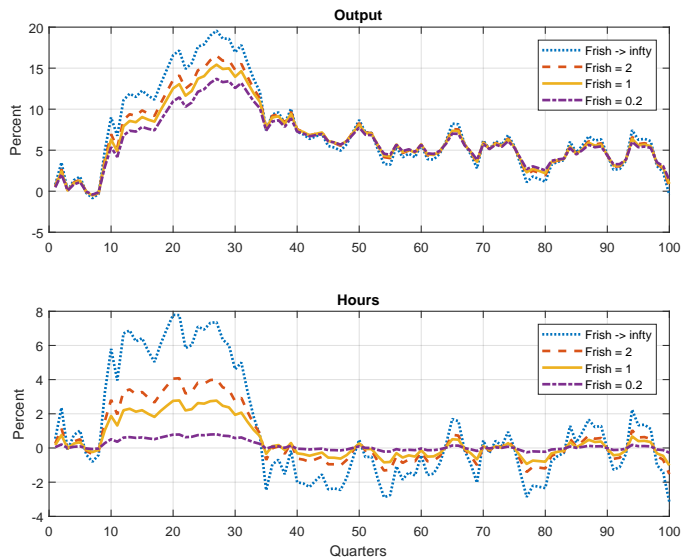 Output
20
15
10
5
0
-5
Percent
Frish -> infty
Frish = 2
Frish = 1
Frish = 0.2
0 10 20 30 40 50 60 70 80 90 100
Hours
8
6
4
2
0
-2
-4
Percent
Frish -> infty
Frish = 2
Frish = 1
Frish = 0.2
0 10 20 30 40 50 60 70 80 90 100
Quarters